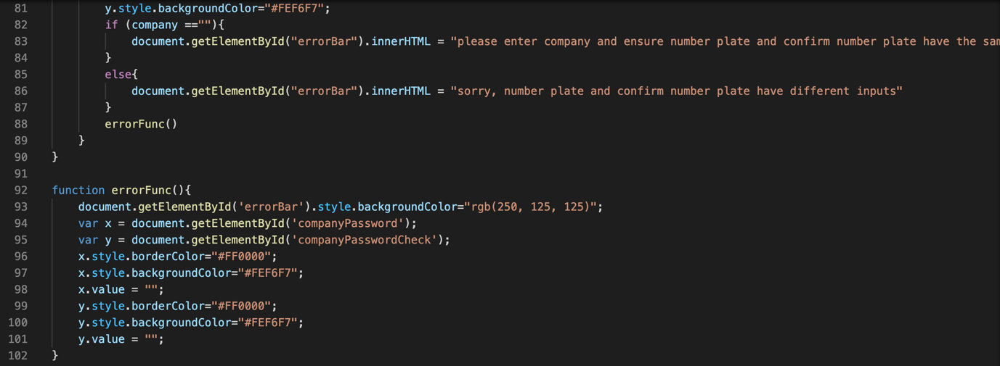 81 y.style.backgroundColor="#FEF6F7";
82 if (company ==""){
83 document.getElementById("errorBar").innerHTML = "please enter company and ensure number plate and confirm number plate have the
84 }
85 else{
86 document.getElementById("errorBar").innerHTML = "sorry, number plate and confirm number plate have different inputs"
87 }
88 errorFunc()
89 }
90 }
91
92 function errorFunc(){
93 document.getElementById('errorBar').style.backgroundColor="rgb(250, 125, 125)";
94 var x = document.getElementById('companyPassword');
95 var y = document.getElementById('companyPasswordCheck');
96 x.style.borderColor="#FF0000";
97 x.style.backgroundColor="#FEF6F7";
98 x.value = "";
99 y.style.borderColor="#FF0000";
100 y.style.backgroundColor="#FEF6F7";
101 y.value = "";
102 }